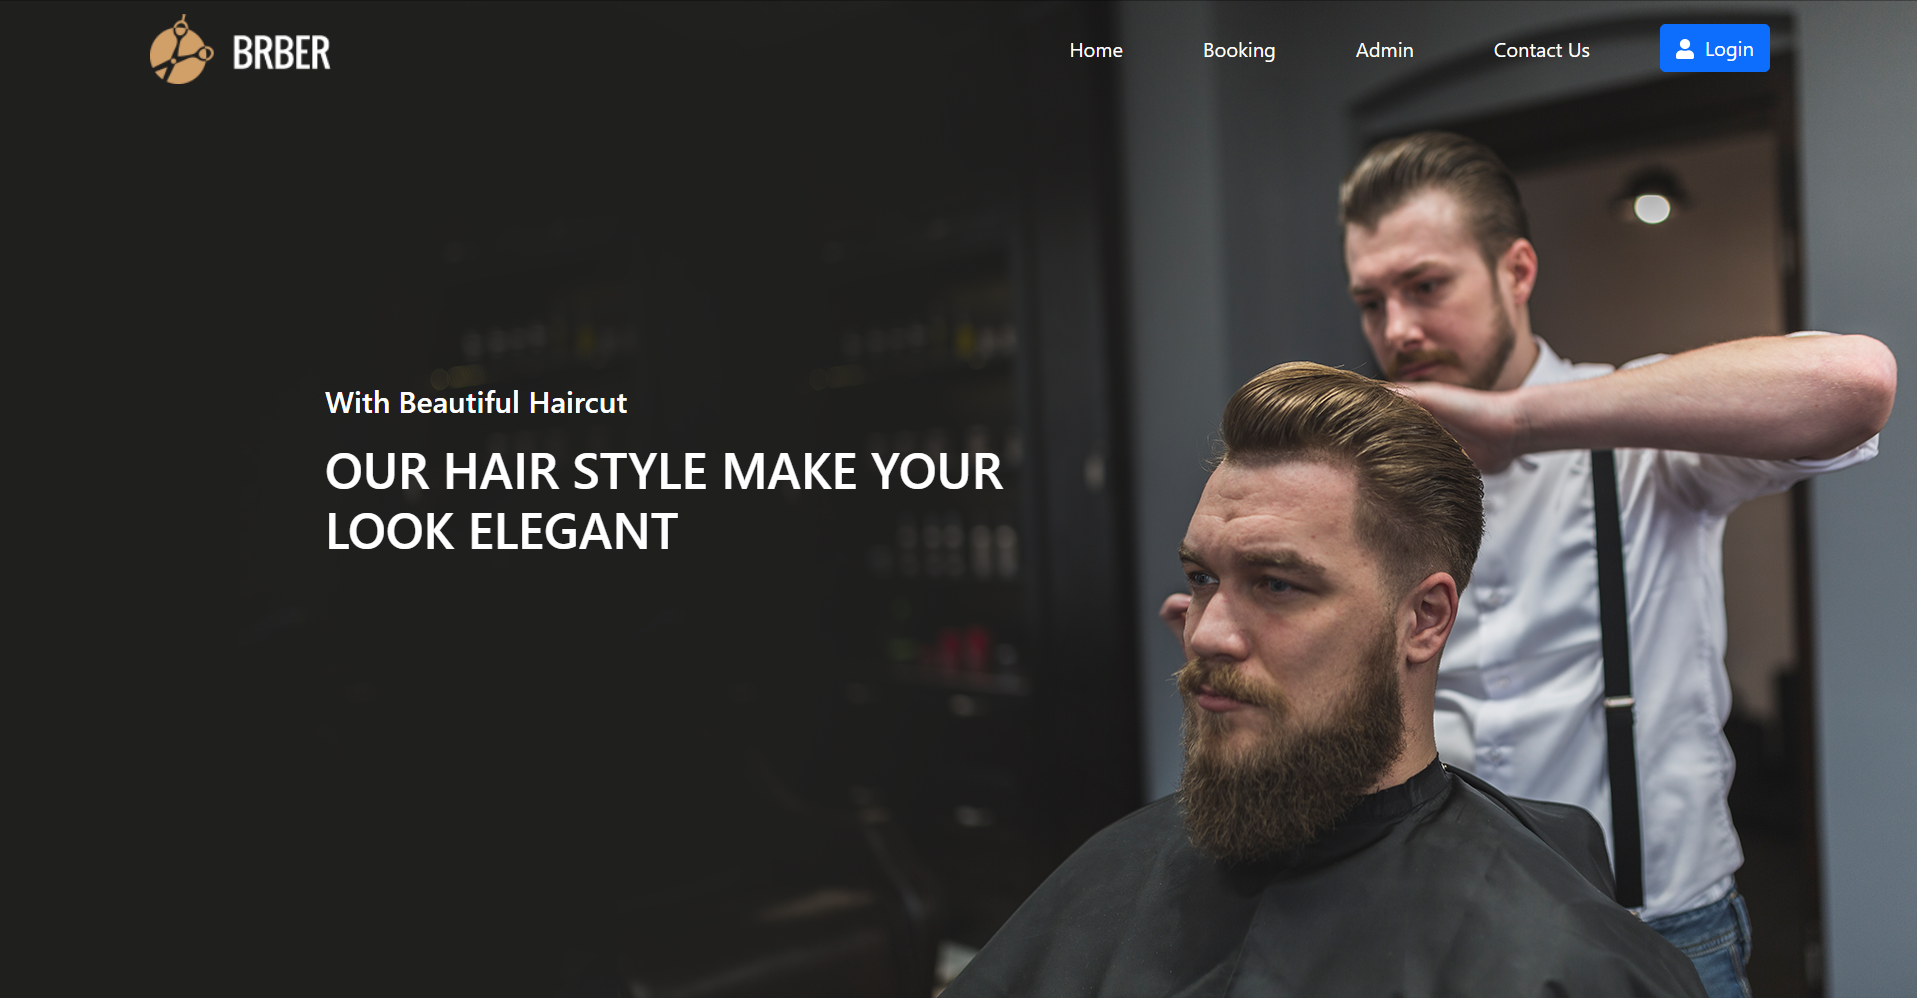 BRBER
Home
Booking
Admin
Contact Us
Login
With Beautiful Haircut
OUR HAIR STYLE MAKE YOUR
LOOK ELEGANT